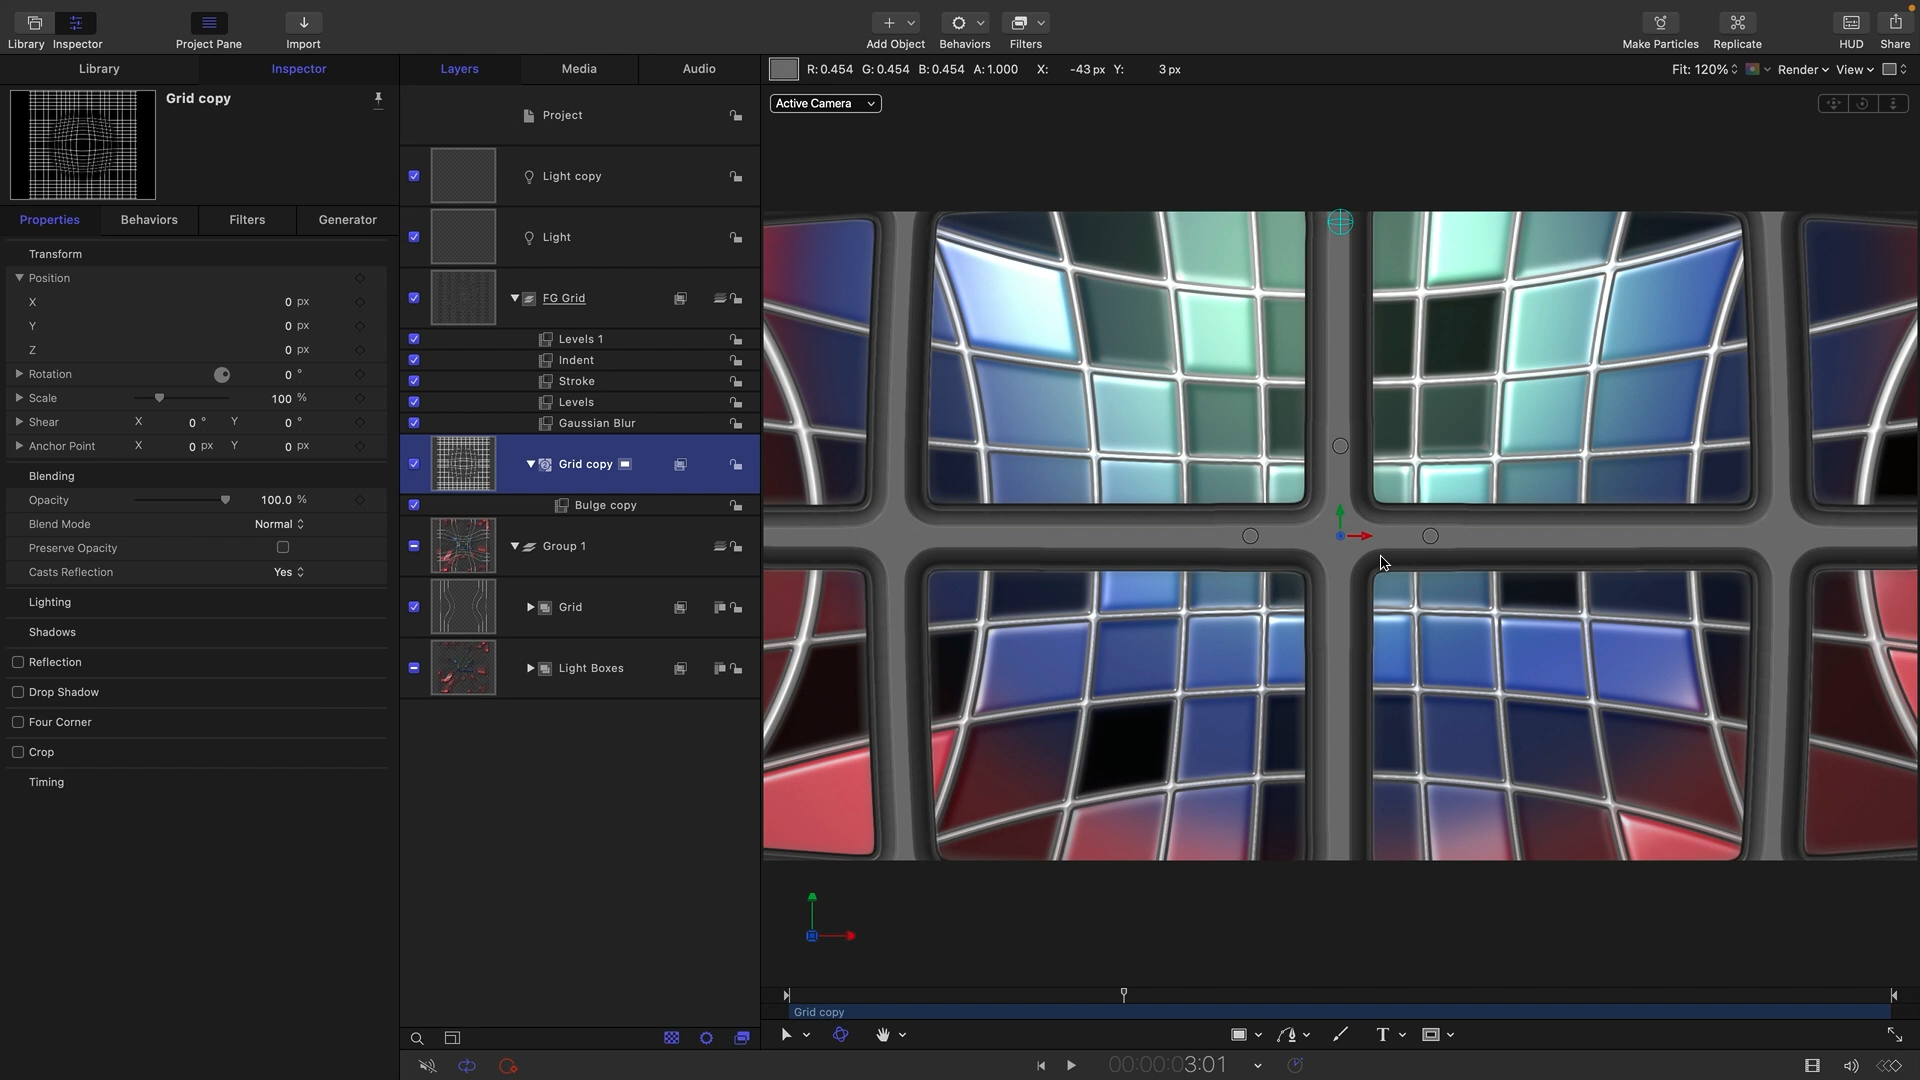 Library Inspector Project Pane Import Add Object Behaviors Filters Make Particles Replicate HUD Share
Library Inspector Layers Media Audio R: 0.454 G: 0.454 B: 0.454 A: 1.000 X: -43 px Y: 3 px Fit: 120% Render View
Grid copy
Active Camera
Properties Behaviors Filters Generator
Transform
Position
X 0 px
Y 0 px
Z 0 px
Rotation 0 °
Scale 100 %
Shear X 0 ° Y 0 °
Anchor Point X 0 px Y 0 px
Blending
Opacity 100.0 %
Blend Mode Normal
Preserve Opacity
Casts Reflection Yes
Lighting
Shadows
Reflection
Drop Shadow
Four Corner
Crop
Timing
Project
Light copy
Light
FG Grid
Levels 1
Indent
Stroke
Levels
Gaussian Blur
Grid copy
Bulge copy
Group 1
Grid
Light Boxes
Grid copy
T
00:00:03:01